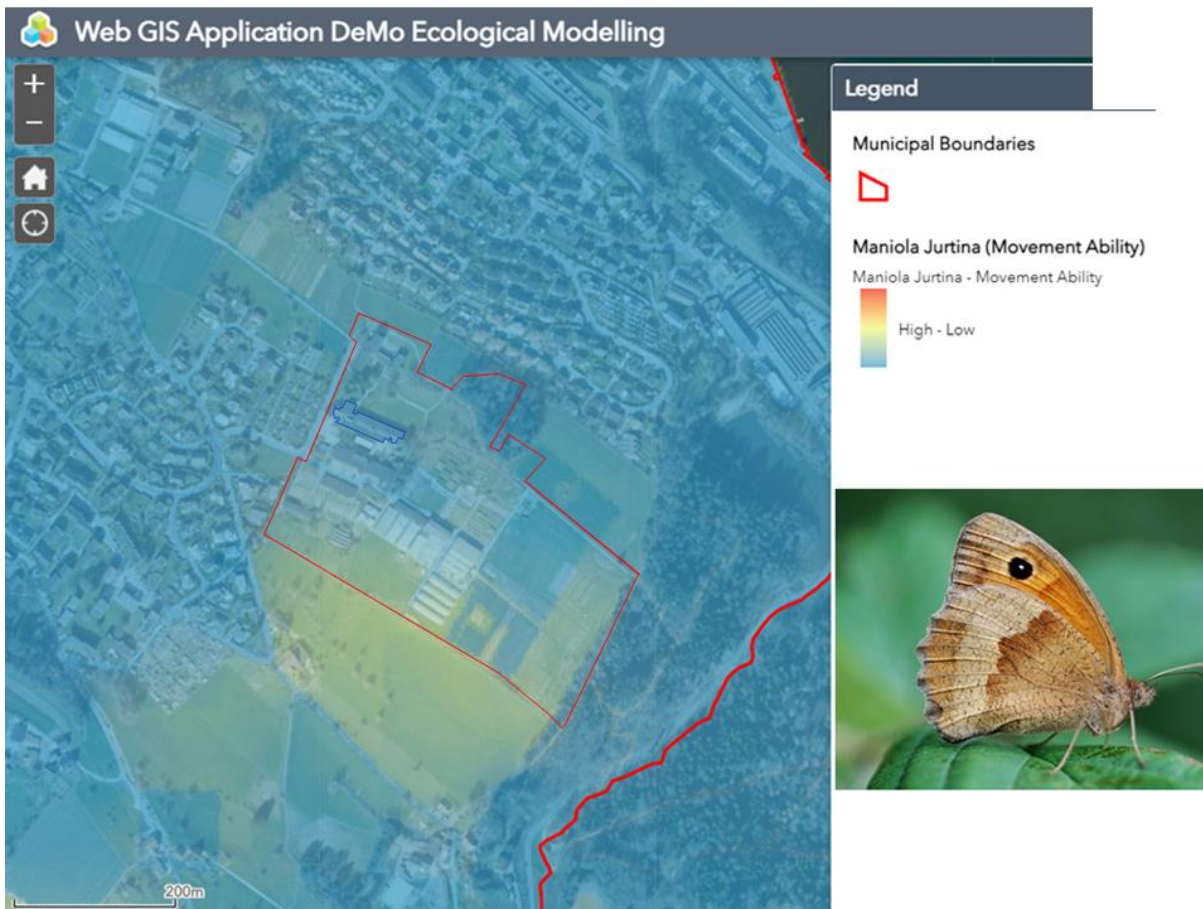 Web GIS Application DeMo Ecological Modelling
+
−
Legend
Municipal Boundaries
Maniola Jurtina (Movement Ability)
Maniola Jurtina - Movement Ability
High - Low
200m